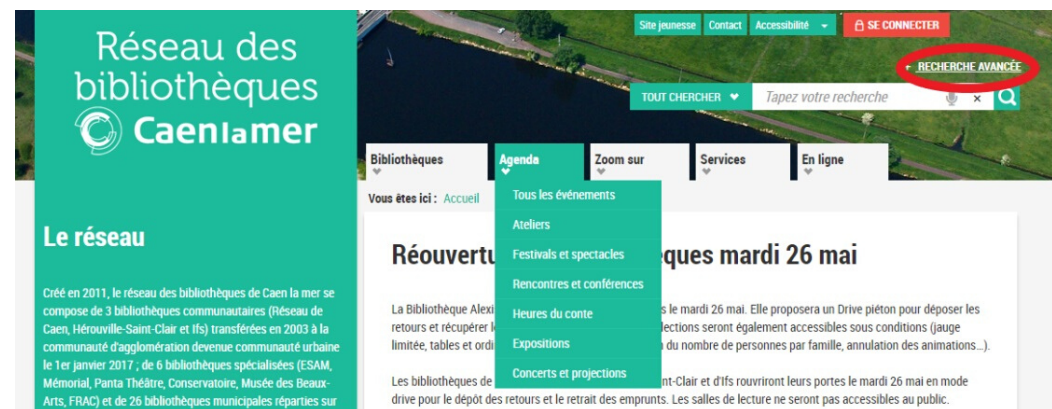 Réseau des
bibliothèques
Caenlamer
Site jeunesse Contact Accessibilité SE CONNECTER
+ RECHERCHE AVANCÉE
TOUT CHERCHER Tapez votre recherche
Bibliothèques Agenda Zoom sur Services En ligne
Vous êtes ici : Accueil
Tous les événements
Ateliers
Festivals et spectacles
Rencontres et conférences
Heures du conte
Expositions
Concerts et projections
Le réseau
Créé en 2011, le réseau des bibliothèques de Caen la mer se
compose de 3 bibliothèques communautaires (Réseau de
Caen, Hérouville-Saint-Clair et Ifs) transférées en 2003 à la
communauté d'agglomération devenue communauté urbaine
le 1er janvier 2017 ; de 6 bibliothèques spécialisées (ESAM,
Mémorial, Panta Théâtre, Conservatoire, Musée des Beaux-
Arts, FRAC) et de 26 bibliothèques municipales réparties sur
Réouvertu ques mardi 26 mai
La Bibliothèque Alexi s le mardi 26 mai. Elle proposera un Drive piéton pour déposer les
retours et récupérer l lections seront également accessibles sous conditions (jauge
limitée, tables et ordi du nombre de personnes par famille, annulation des animations...).
Les bibliothèques de nt-Clair et d'Ifs rouvriront leurs portes le mardi 26 mai en mode
drive pour le dépôt des retours et le retrait des emprunts. Les salles de lecture ne seront pas accessibles au public.